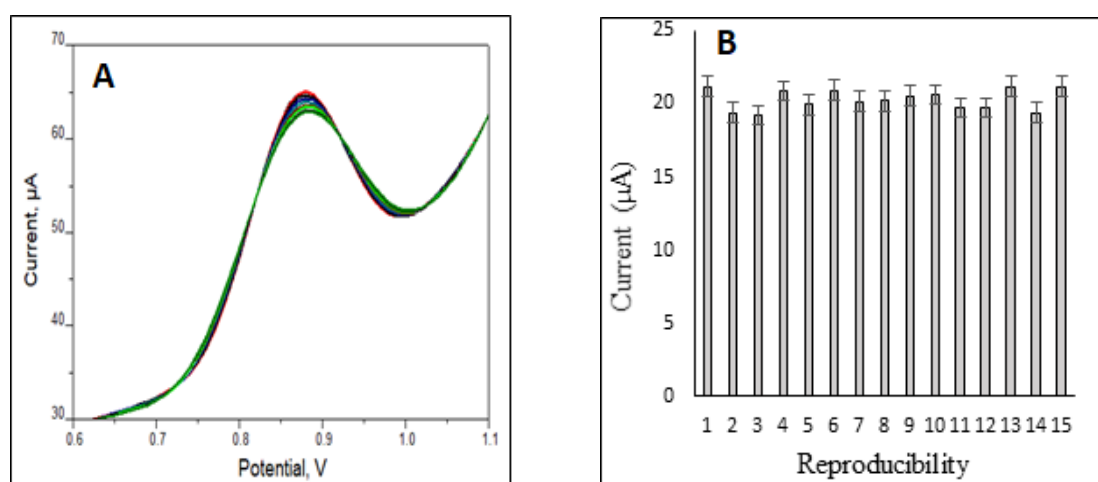 A
70
60
50
40
30
Current, µA
0.6 0.7 0.8 0.9 1.0 1.1
Potential, V
B
25
20
15
10
5
0
Current (µA)
1 2 3 4 5 6 7 8 9 10 11 12 13 14 15
Reproducibility